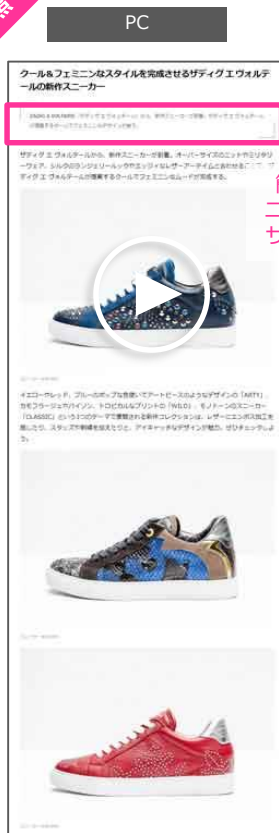 PC
クール&フェミニンなスタイルを完成させるザディグ エ ヴォルテ
ールの新作スニーカー
ザディグ エ ヴォルテールから、新作スニーカーが到着。オーバーサイズのニットやミリタリ
ーウェア、シルクのランジェリールックやエッジィなレザーアーティムと合わせる
ディグ エ ヴォルテールが提案するクールでフェミニンなムードが完成する。
イエローやレッド、ブルーのポップな色使いでアートピースのようなデザインの「ARTY」、
カモフラージュやパイソン、トロピカルなプリントの「WILD」、モノトーンのスニーカー
「CLASSIC」という3つのテーマで展開される新作コレクションは、レザーにエンボス加工を
施したり、スタッズや刺繍を加えたりと、アイキャッチなデザインが魅力。ぜひチェックしよ
う。